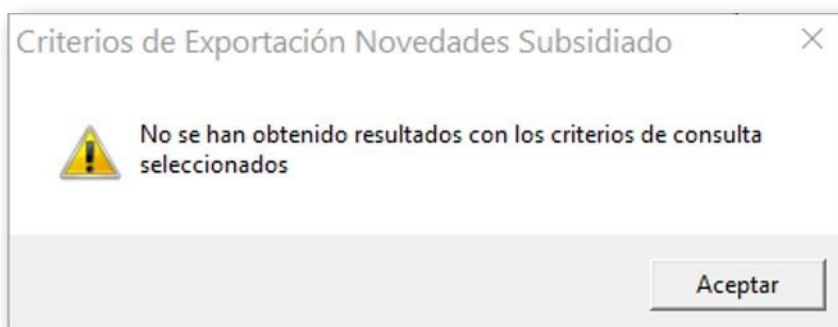 Criterios de Exportación Novedades Subsidiado
No se han obtenido resultados con los criterios de consulta
seleccionados
Aceptar